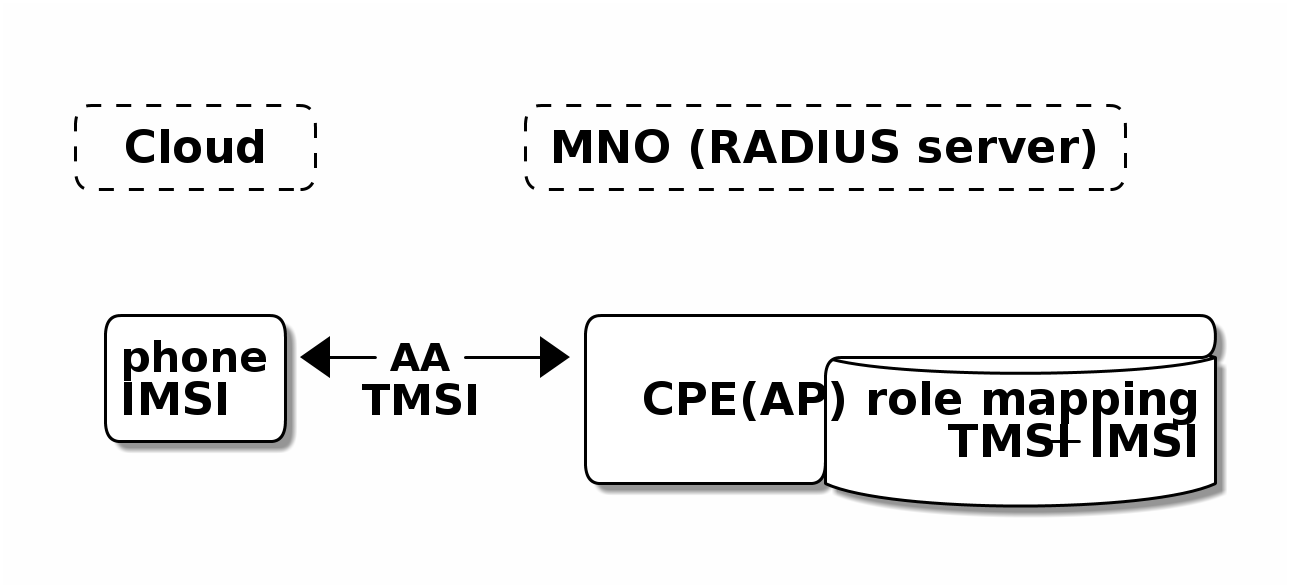 Cloud
MNO (RADIUS server)
phone
IMSI
AA
TMSI
CPE(AP) role mapping
TMSI–IMSI